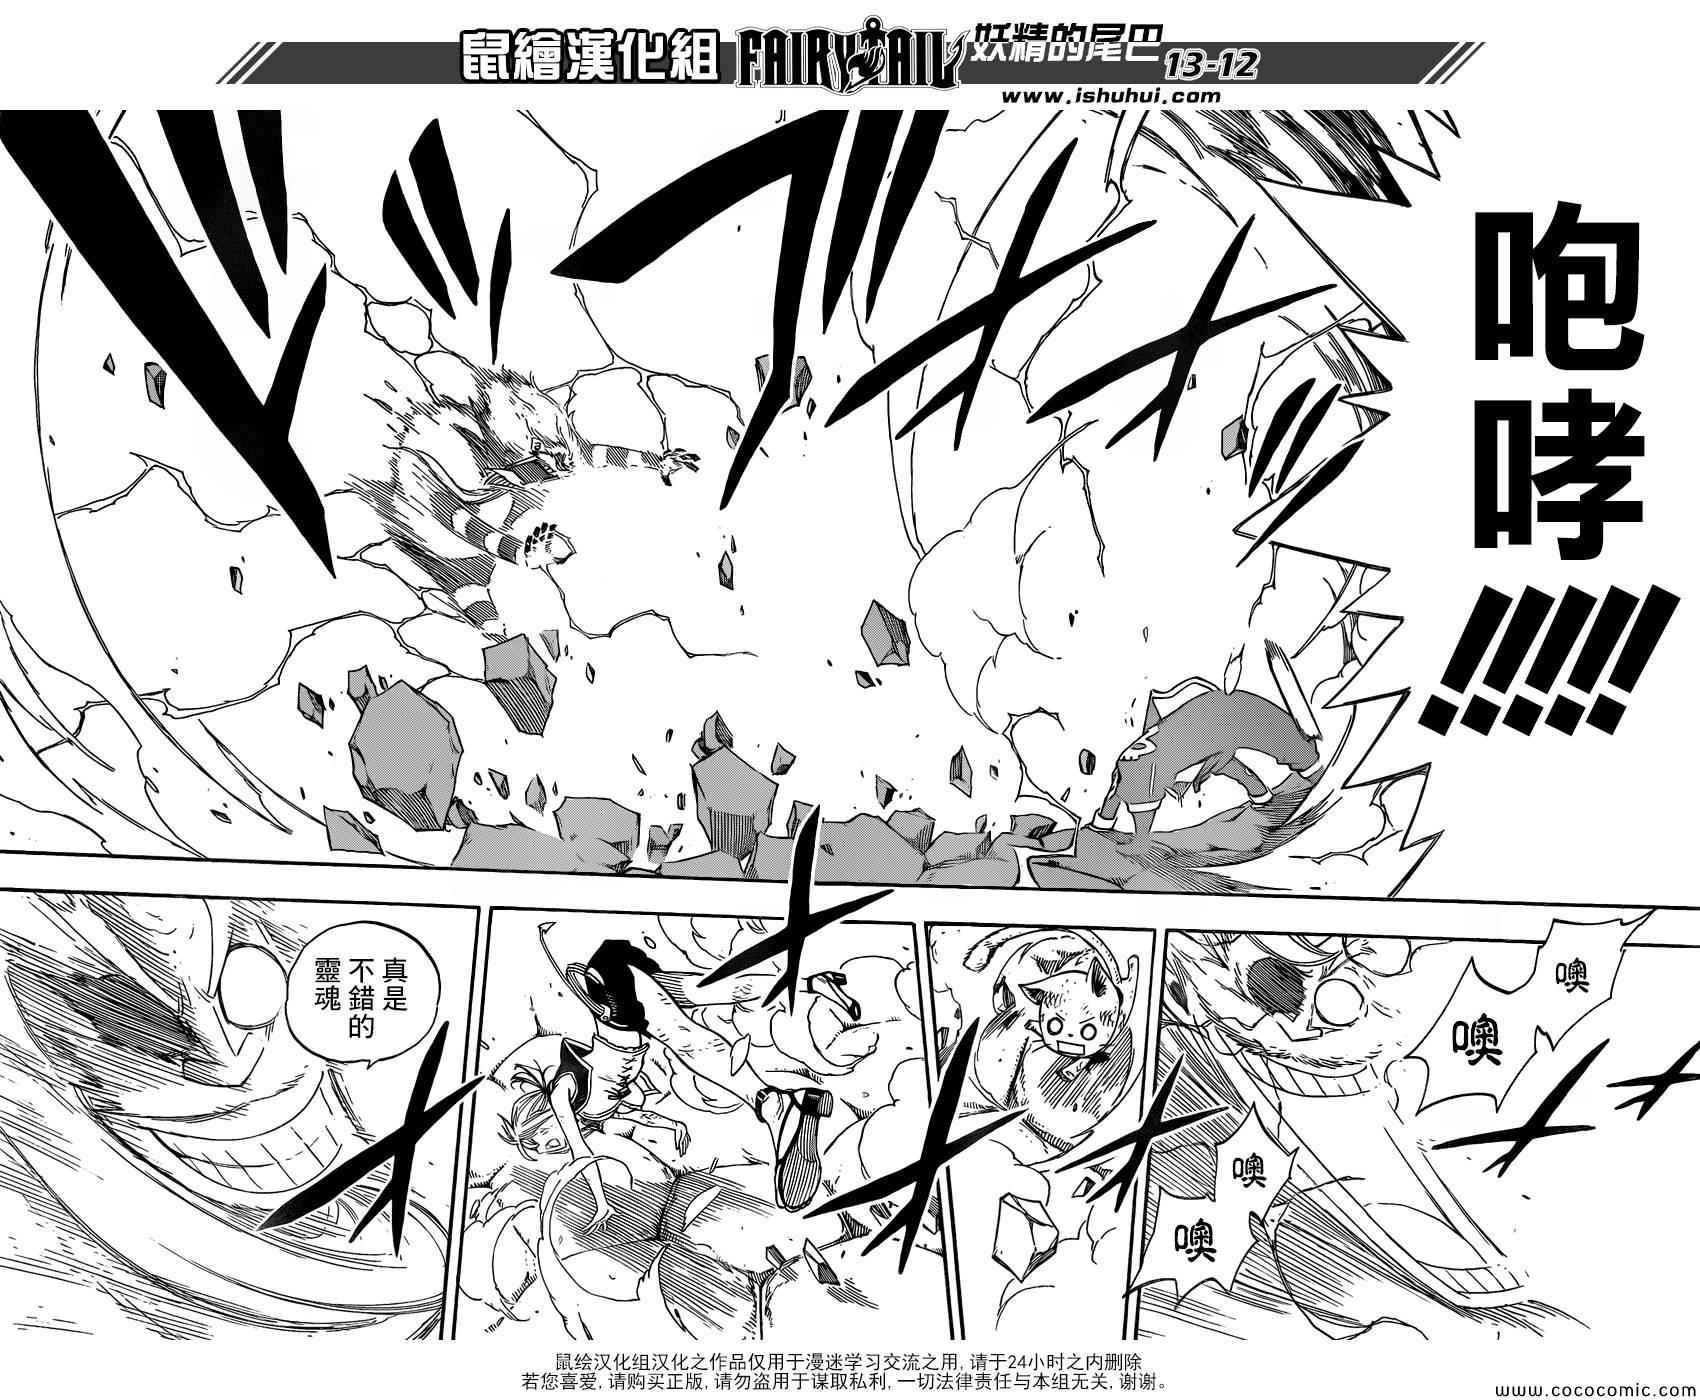 鼠繪漢化組 FAIRY TAIL 妖精的尾巴 13-12
www.ishuhui.com
咆哮!!!!!
噢
噢
噢
噢
真是
不錯的
靈魂
鼠绘汉化组汉化之作品仅用于漫迷学习交流之用, 请于24小时之内删除
若您喜爱, 请购买正版, 请勿盗用于谋取私利, 一切法律责任与本组无关, 谢谢。
www.cococomic.com